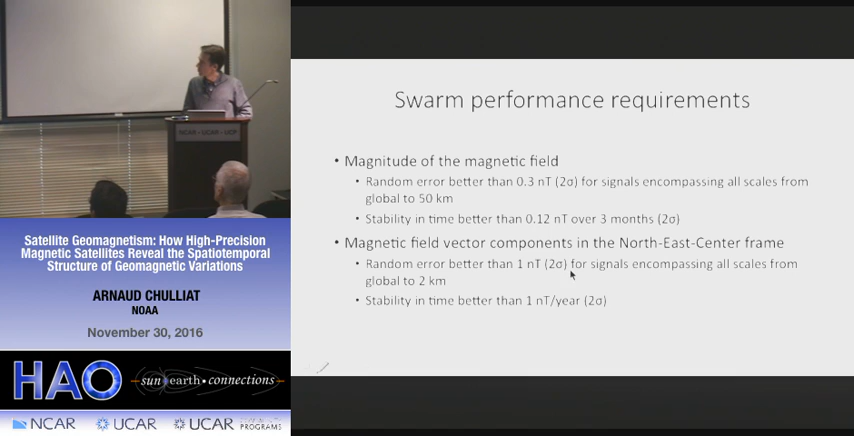 NCAR - UCAR - UCP
Satellite Geomagnetism: How High-Precision
Magnetic Satellites Reveal the Spatiotemporal
Structure of Geomagnetic Variations
ARNAUD CHULLIAT
NOAA
November 30, 2016
HAO
sun earth • connections
NCAR
UCAR
UCAR PROGRAMS
Swarm performance requirements
• Magnitude of the magnetic field
• Random error better than 0.3 nT (2σ) for signals encompassing all scales from
global to 50 km
• Stability in time better than 0.12 nT over 3 months (2σ)
• Magnetic field vector components in the North-East-Center frame
• Random error better than 1 nT (2σ) for signals encompassing all scales from
global to 2 km
• Stability in time better than 1 nT/year (2σ)